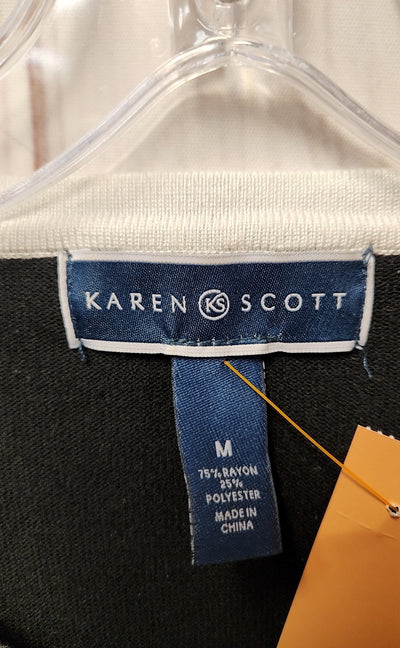 KAREN KS SCOTT
M
75% RAYON
25%
POLYESTER
MADE IN
CHINA